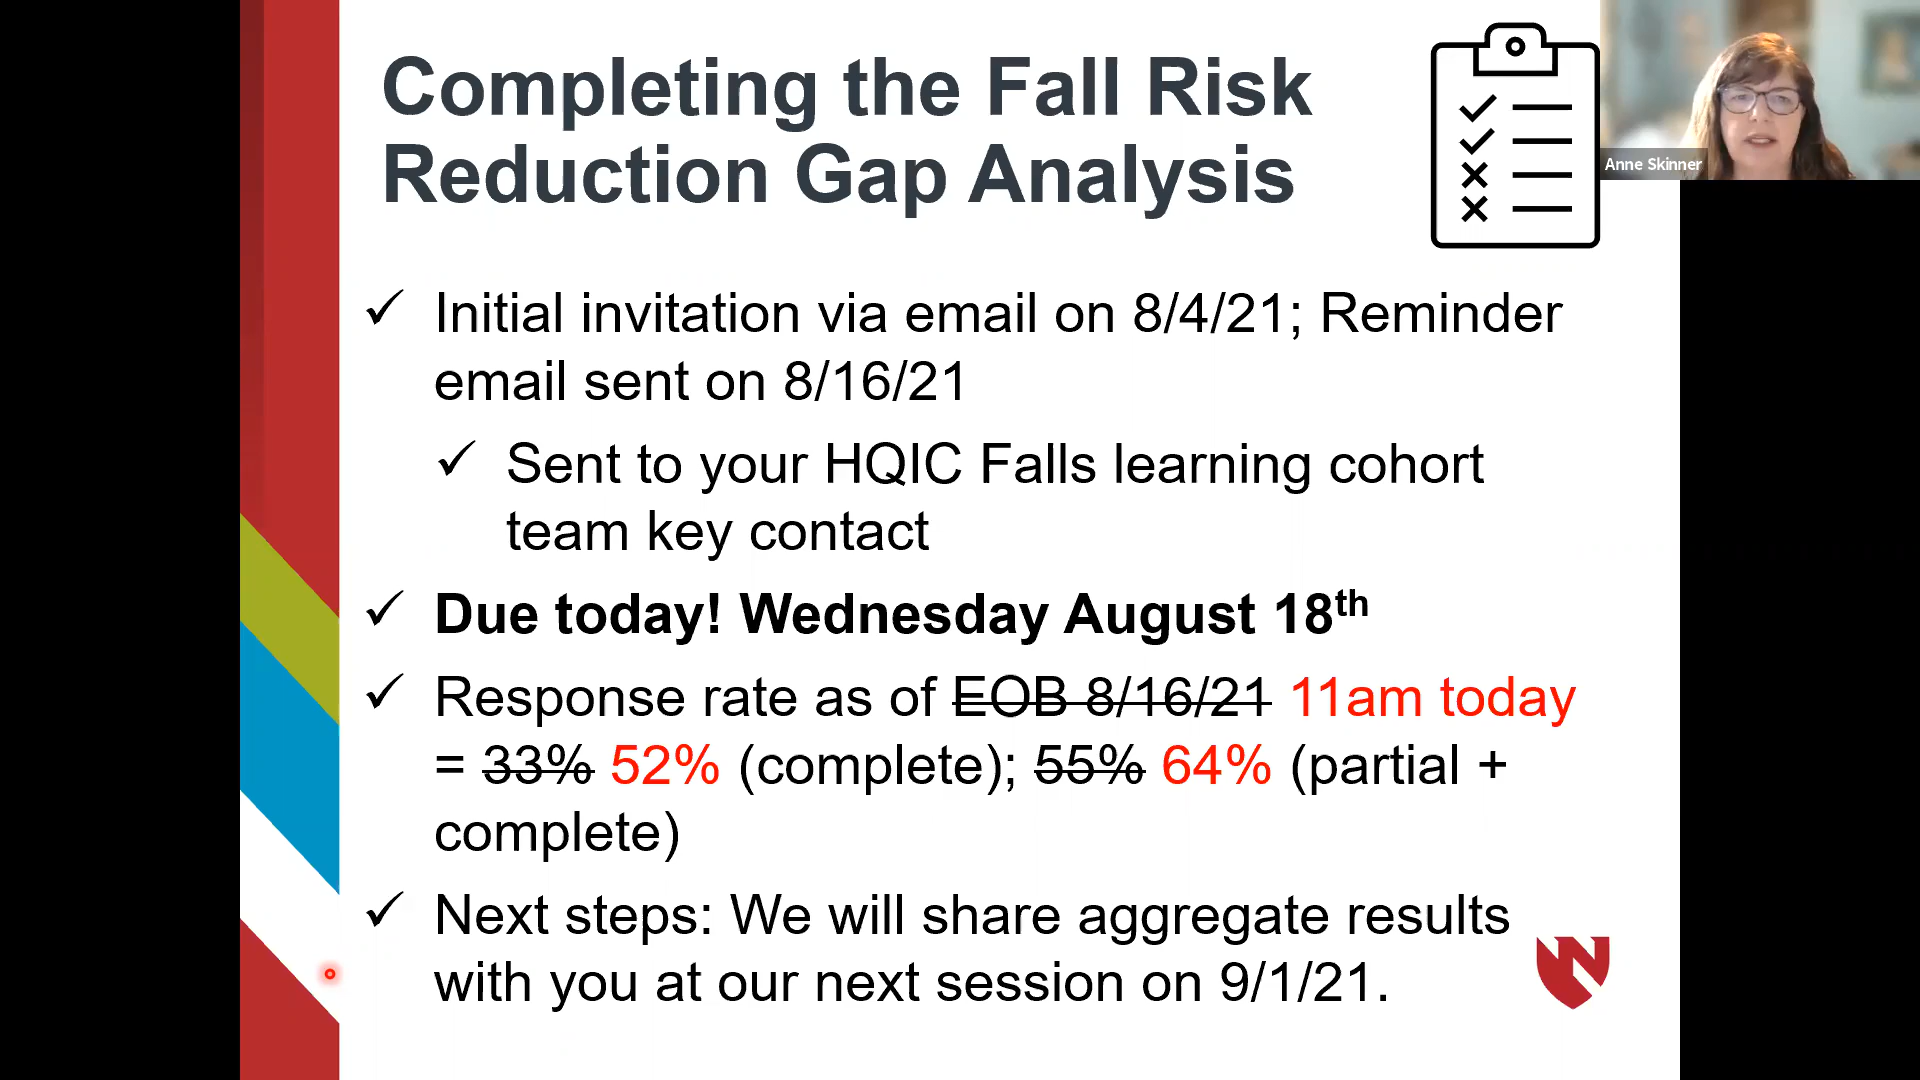 Completing the Fall Risk
Reduction Gap Analysis
Anne Skinner
✓ Initial invitation via email on 8/4/21; Reminder
email sent on 8/16/21
✓ Sent to your HQIC Falls learning cohort
team key contact
✓ Due today! Wednesday August 18th
✓ Response rate as of EOB 8/16/21 11am today
= 33% 52% (complete); 55% 64% (partial +
complete)
✓ Next steps: We will share aggregate results
with you at our next session on 9/1/21.
N